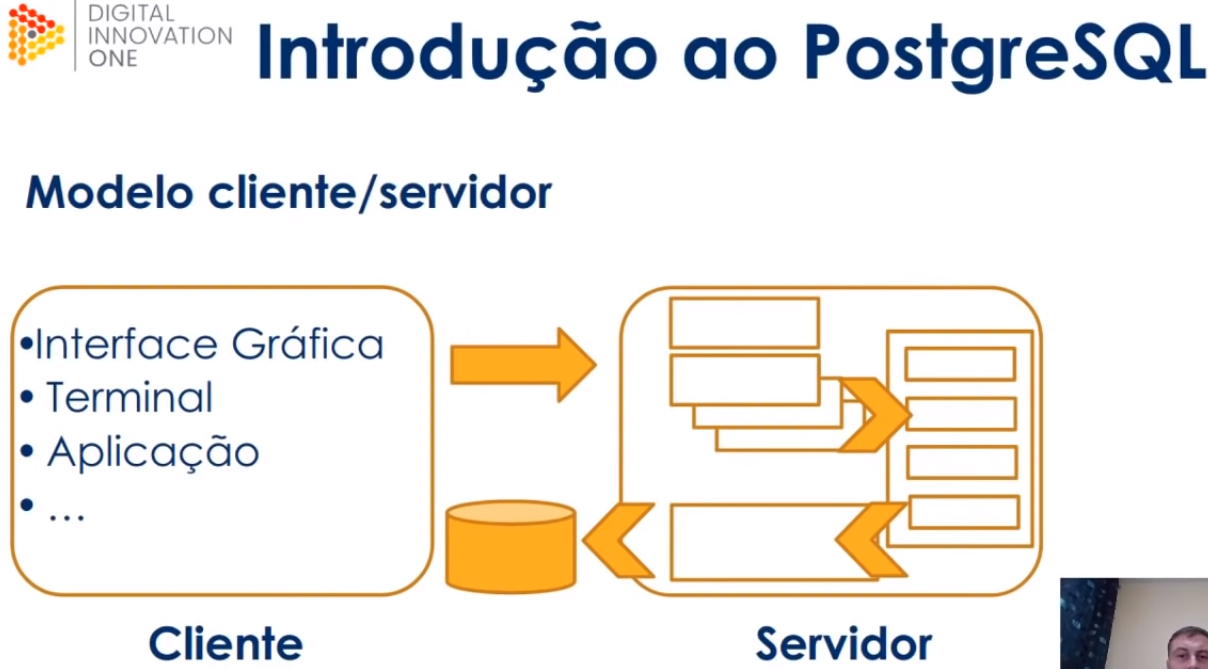 DIGITAL
INNOVATION
ONE
Introdução ao PostgreSQL
Modelo cliente/servidor
•Interface Gráfica
• Terminal
• Aplicação
• ...
Cliente
Servidor